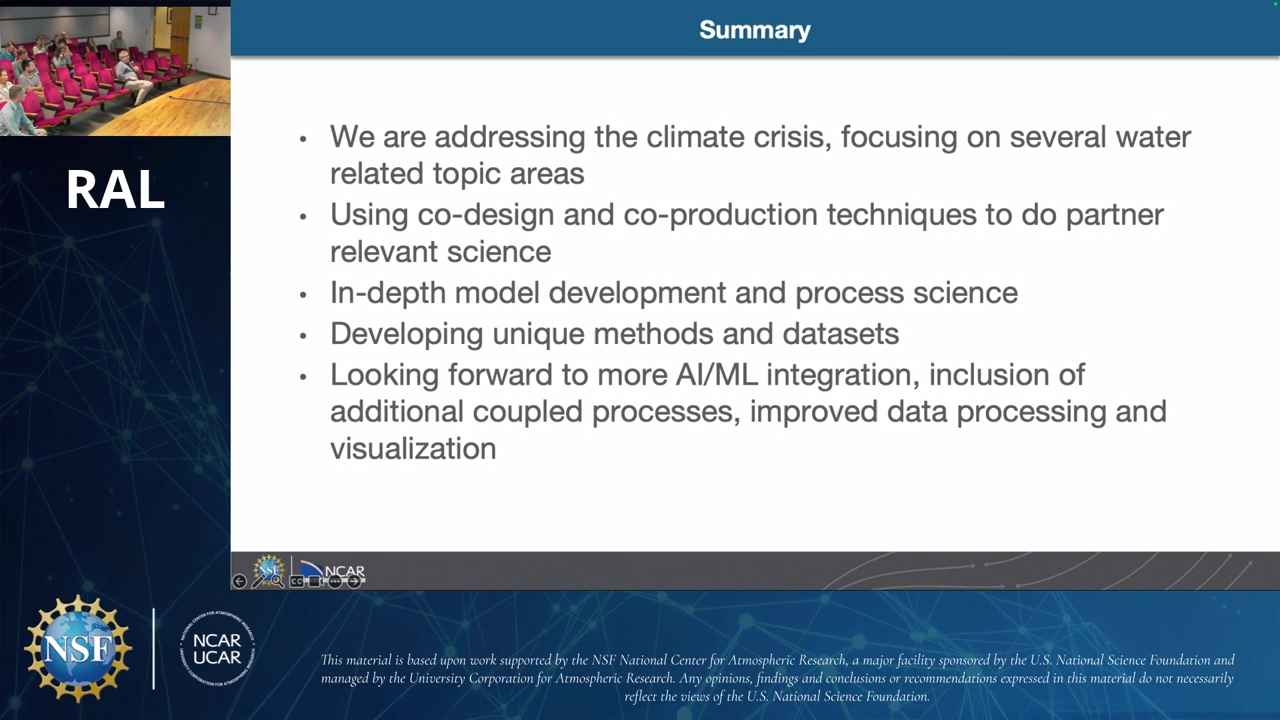 Summary
RAL
• We are addressing the climate crisis, focusing on several water
related topic areas
• Using co-design and co-production techniques to do partner
relevant science
• In-depth model development and process science
• Developing unique methods and datasets
• Looking forward to more AI/ML integration, inclusion of
additional coupled processes, improved data processing and
visualization
NSF
NCAR
NSF
NCAR
UCAR
This material is based upon work supported by the NSF National Center for Atmospheric Research, a major facility sponsored by the U.S. National Science Foundation and
managed by the University Corporation for Atmospheric Research. Any opinions, findings and conclusions or recommendations expressed in this material do not necessarily
reflect the views of the U.S. National Science Foundation.